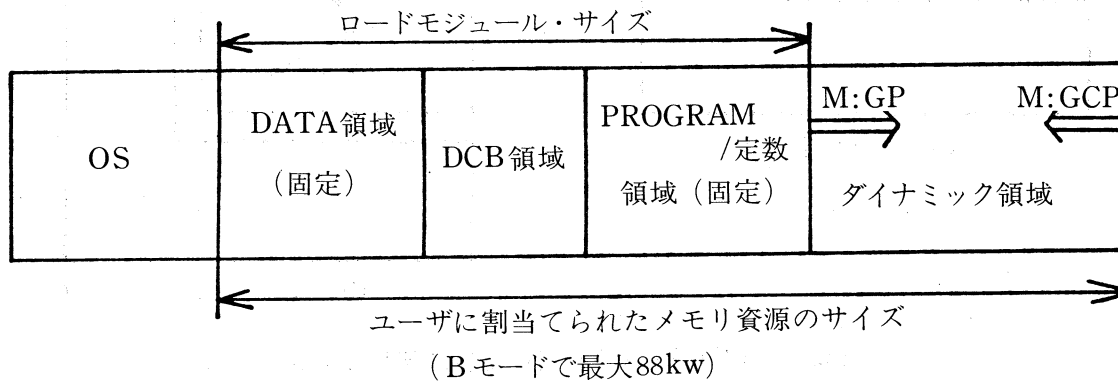 ロードモジュール・サイズ
OS
DATA領域
（固定）
DCB領域
PROGRAM
/定数
領域（固定）
M:GP
M:GCP
ダイナミック領域
ユーザに割当てられたメモリ資源のサイズ
（Bモードで最大88kw）